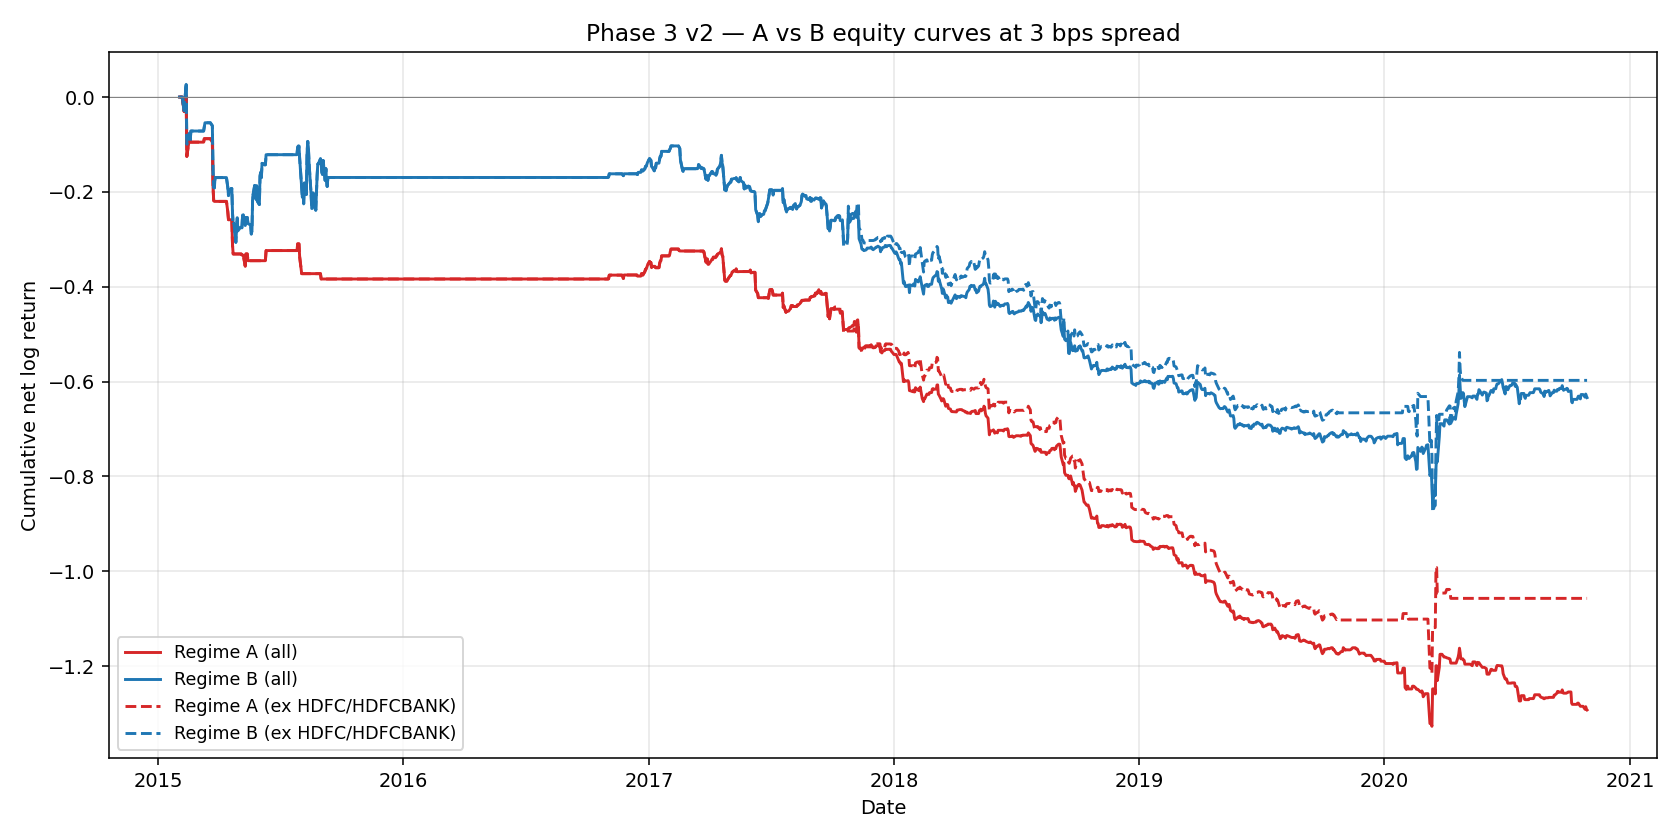 Phase 3 v2 — A vs B equity curves at 3 bps spread
Cumulative net log return
0.0
−0.2
−0.4
−0.6
−0.8
−1.0
−1.2
Regime A (all)
Regime B (all)
Regime A (ex HDFC/HDFCBANK)
Regime B (ex HDFC/HDFCBANK)
2015 2016 2017 2018 2019 2020 2021
Date